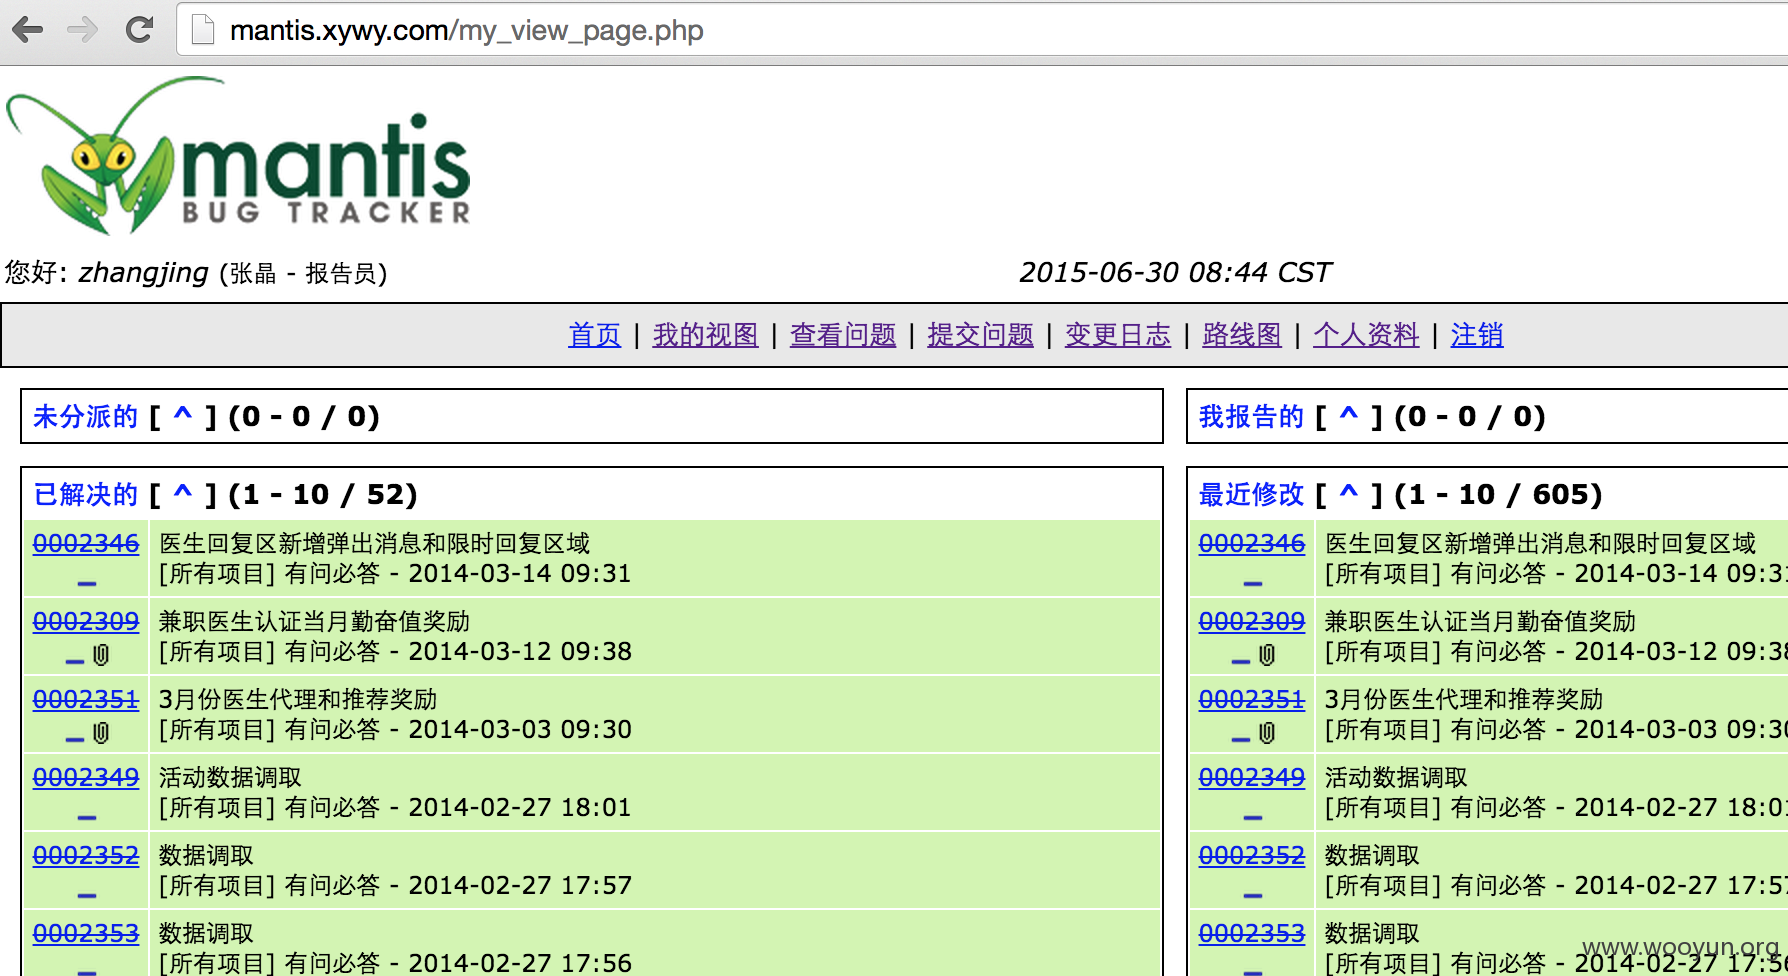 mantis.xywy.com/my_view_page.php
mantis
BUG TRACKER
您好: zhangjing (张晶 - 报告员)
2015-06-30 08:44 CST
首页 | 我的视图 | 查看问题 | 提交问题 | 变更日志 | 路线图 | 个人资料 | 注销
未分派的 [ ^ ] (0 - 0 / 0)
已解决的 [ ^ ] (1 - 10 / 52)
0002346 医生回复区新增弹出消息和限时回复区域
[所有项目] 有问必答 - 2014-03-14 09:31
0002309 兼职医生认证当月勤奋值奖励
[所有项目] 有问必答 - 2014-03-12 09:38
0002351 3月份医生代理和推荐奖励
[所有项目] 有问必答 - 2014-03-03 09:30
0002349 活动数据调取
[所有项目] 有问必答 - 2014-02-27 18:01
0002352 数据调取
[所有项目] 有问必答 - 2014-02-27 17:57
0002353 数据调取
[所有项目] 有问必答 - 2014-02-27 17:56
我报告的 [ ^ ] (0 - 0 / 0)
最近修改 [ ^ ] (1 - 10 / 605)
0002346 医生回复区新增弹出消息和限时回复区域
[所有项目] 有问必答 - 2014-03-14 09:31
0002309 兼职医生认证当月勤奋值奖励
[所有项目] 有问必答 - 2014-03-12 09:38
0002351 3月份医生代理和推荐奖励
[所有项目] 有问必答 - 2014-03-03 09:30
0002349 活动数据调取
[所有项目] 有问必答 - 2014-02-27 18:01
0002352 数据调取
[所有项目] 有问必答 - 2014-02-27 17:57
0002353 数据调取
[所有项目] 有问必答 - 2014-02-27 17:56
www.wooyun.org